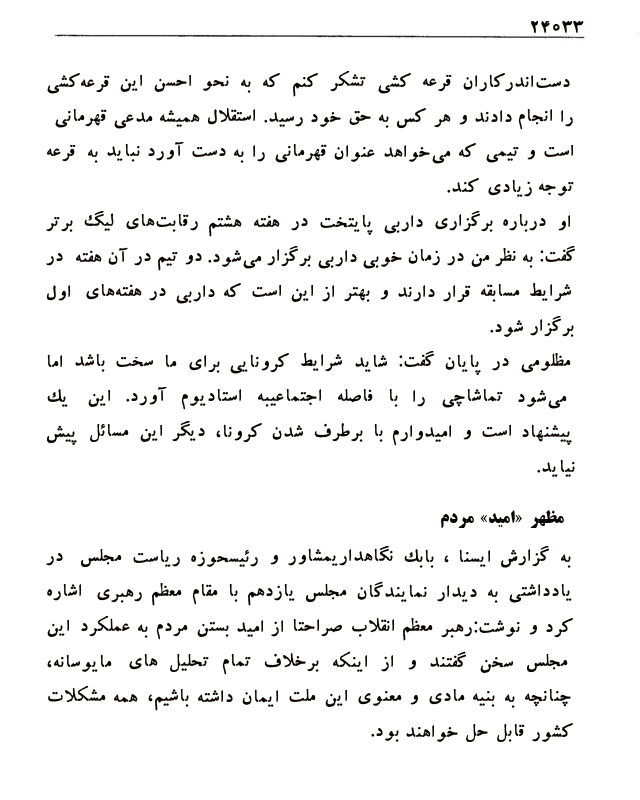 ۲۴۰۳۳
دست‌اندرکاران قرعه کشی تشکر کنم که به نحو احسن این قرعه‌کشی
را انجام دادند و هر کس به حق خود رسید. استقلال همیشه مدعی قهرمانی
است و تیمی که می‌خواهد عنوان قهرمانی را به دست آورد نباید به قرعه
توجه زیادی کند.
او درباره برگزاری داربی پایتخت در هفته هشتم رقابت‌های لیگ برتر
گفت: به نظر من در زمان خوبی داربی برگزار می‌شود. دو تیم در آن هفته در
شرایط مسابقه قرار دارند و بهتر از این است که داربی در هفته‌های اول
برگزار شود.
مظلومی در پایان گفت: شاید شرایط کرونایی برای ما سخت باشد اما
می‌شود تماشاچی را با فاصله اجتماعیبه استادیوم آورد. این یك
پیشنهاد است و امیدوارم با برطرف شدن کرونا، دیگر این مسائل پیش
نیاید.
مظهر «امید» مردم
به گزارش ایسنا ، بابك نگاهداریمشاور و رئیسحوزه ریاست مجلس در
یادداشتی به دیدار نمایندگان مجلس یازدهم با مقام معظم رهبری اشاره
کرد و نوشت:رهبر معظم انقلاب صراحتا از امید بستن مردم به عملکرد این
مجلس سخن گفتند و از اینکه برخلاف تمام تحلیل های مایوسانه،
چنانچه به بنیه مادی و معنوی این ملت ایمان داشته باشیم، همه مشکلات
کشور قابل حل خواهند بود.